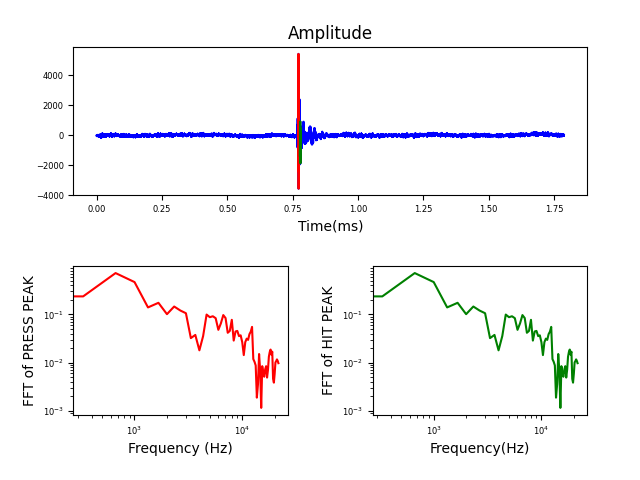 Amplitude
4000
2000
0
−2000
−4000
0.00 0.25 0.50 0.75 1.00 1.25 1.50 1.75
Time(ms)
FFT of PRESS PEAK
10⁻¹
10⁻²
10⁻³
10³ 10⁴
Frequency (Hz)
FFT of HIT PEAK
10⁻¹
10⁻²
10⁻³
10³ 10⁴
Frequency(Hz)